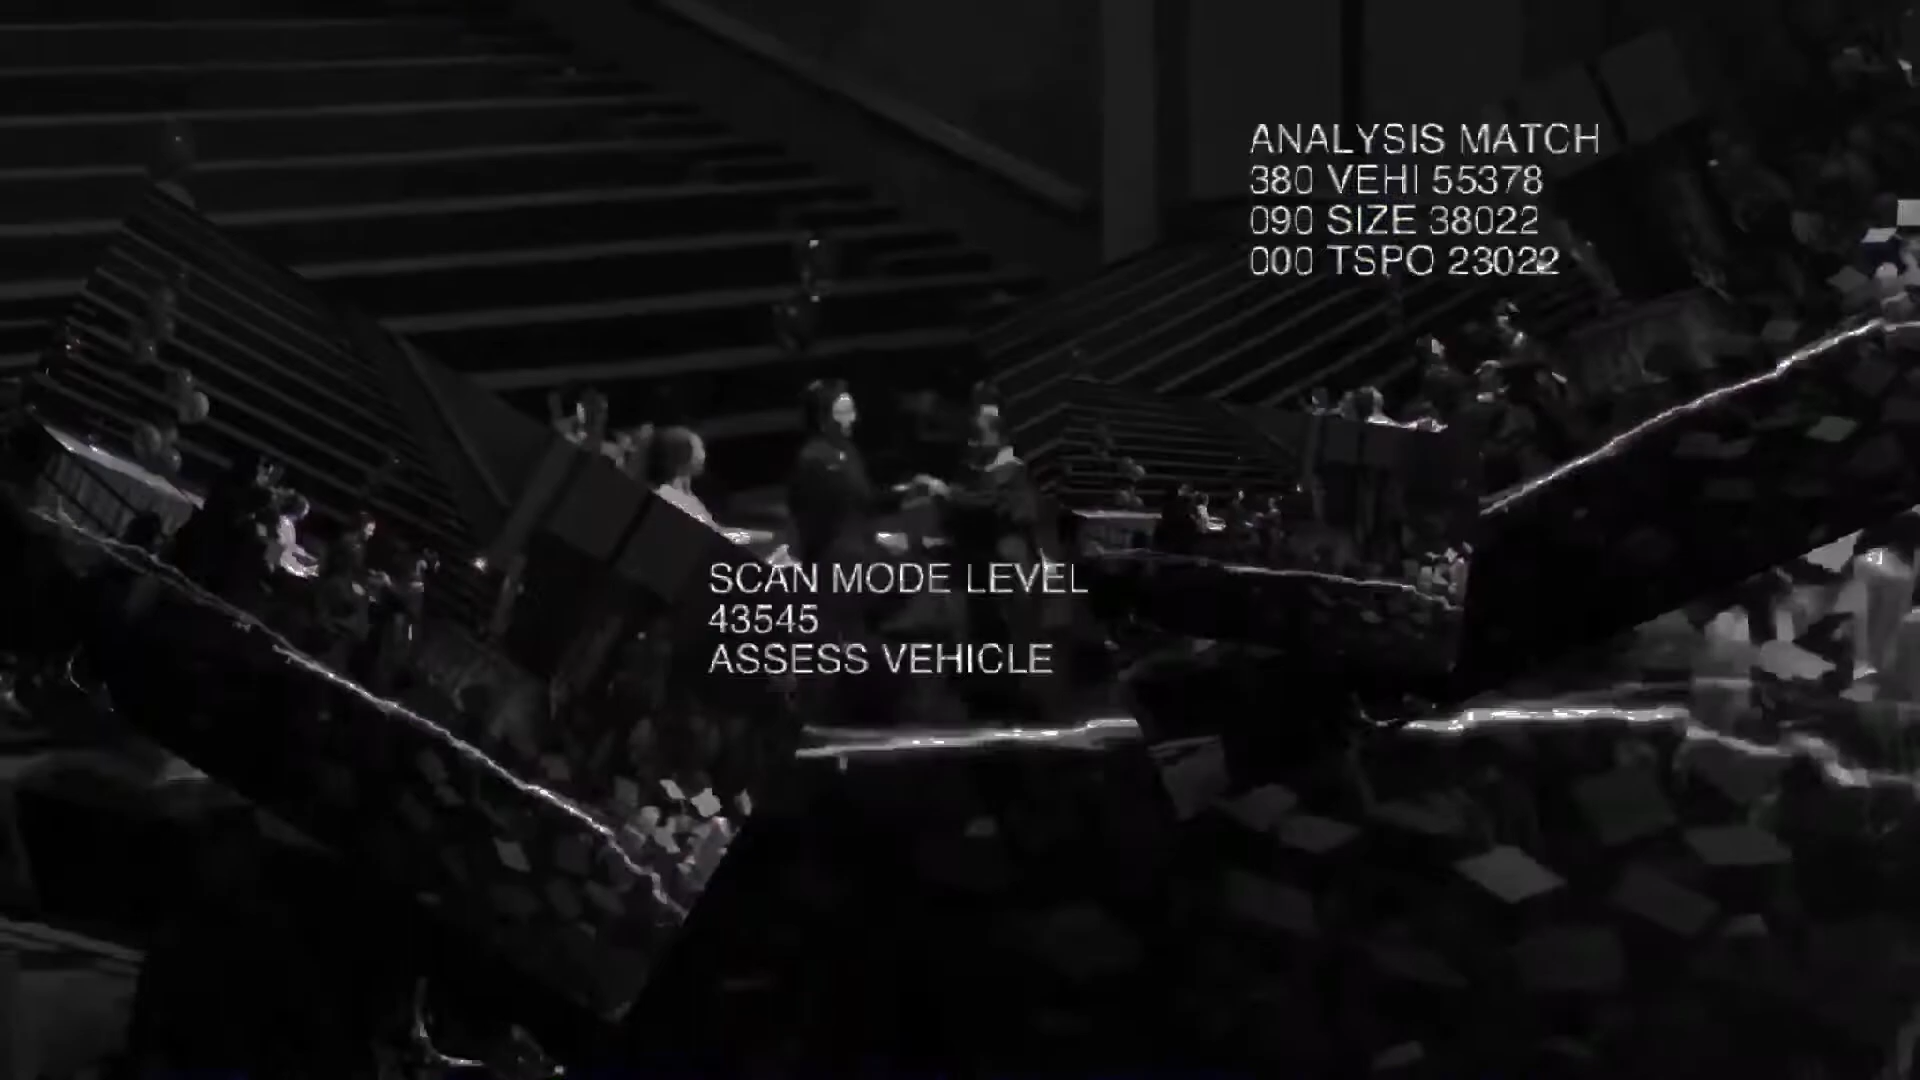 ANALYSIS MATCH
380 VEHI 55378
090 SIZE 38022
000 TSPO 23022
SCAN MODE LEVEL
43545
ASSESS VEHICLE